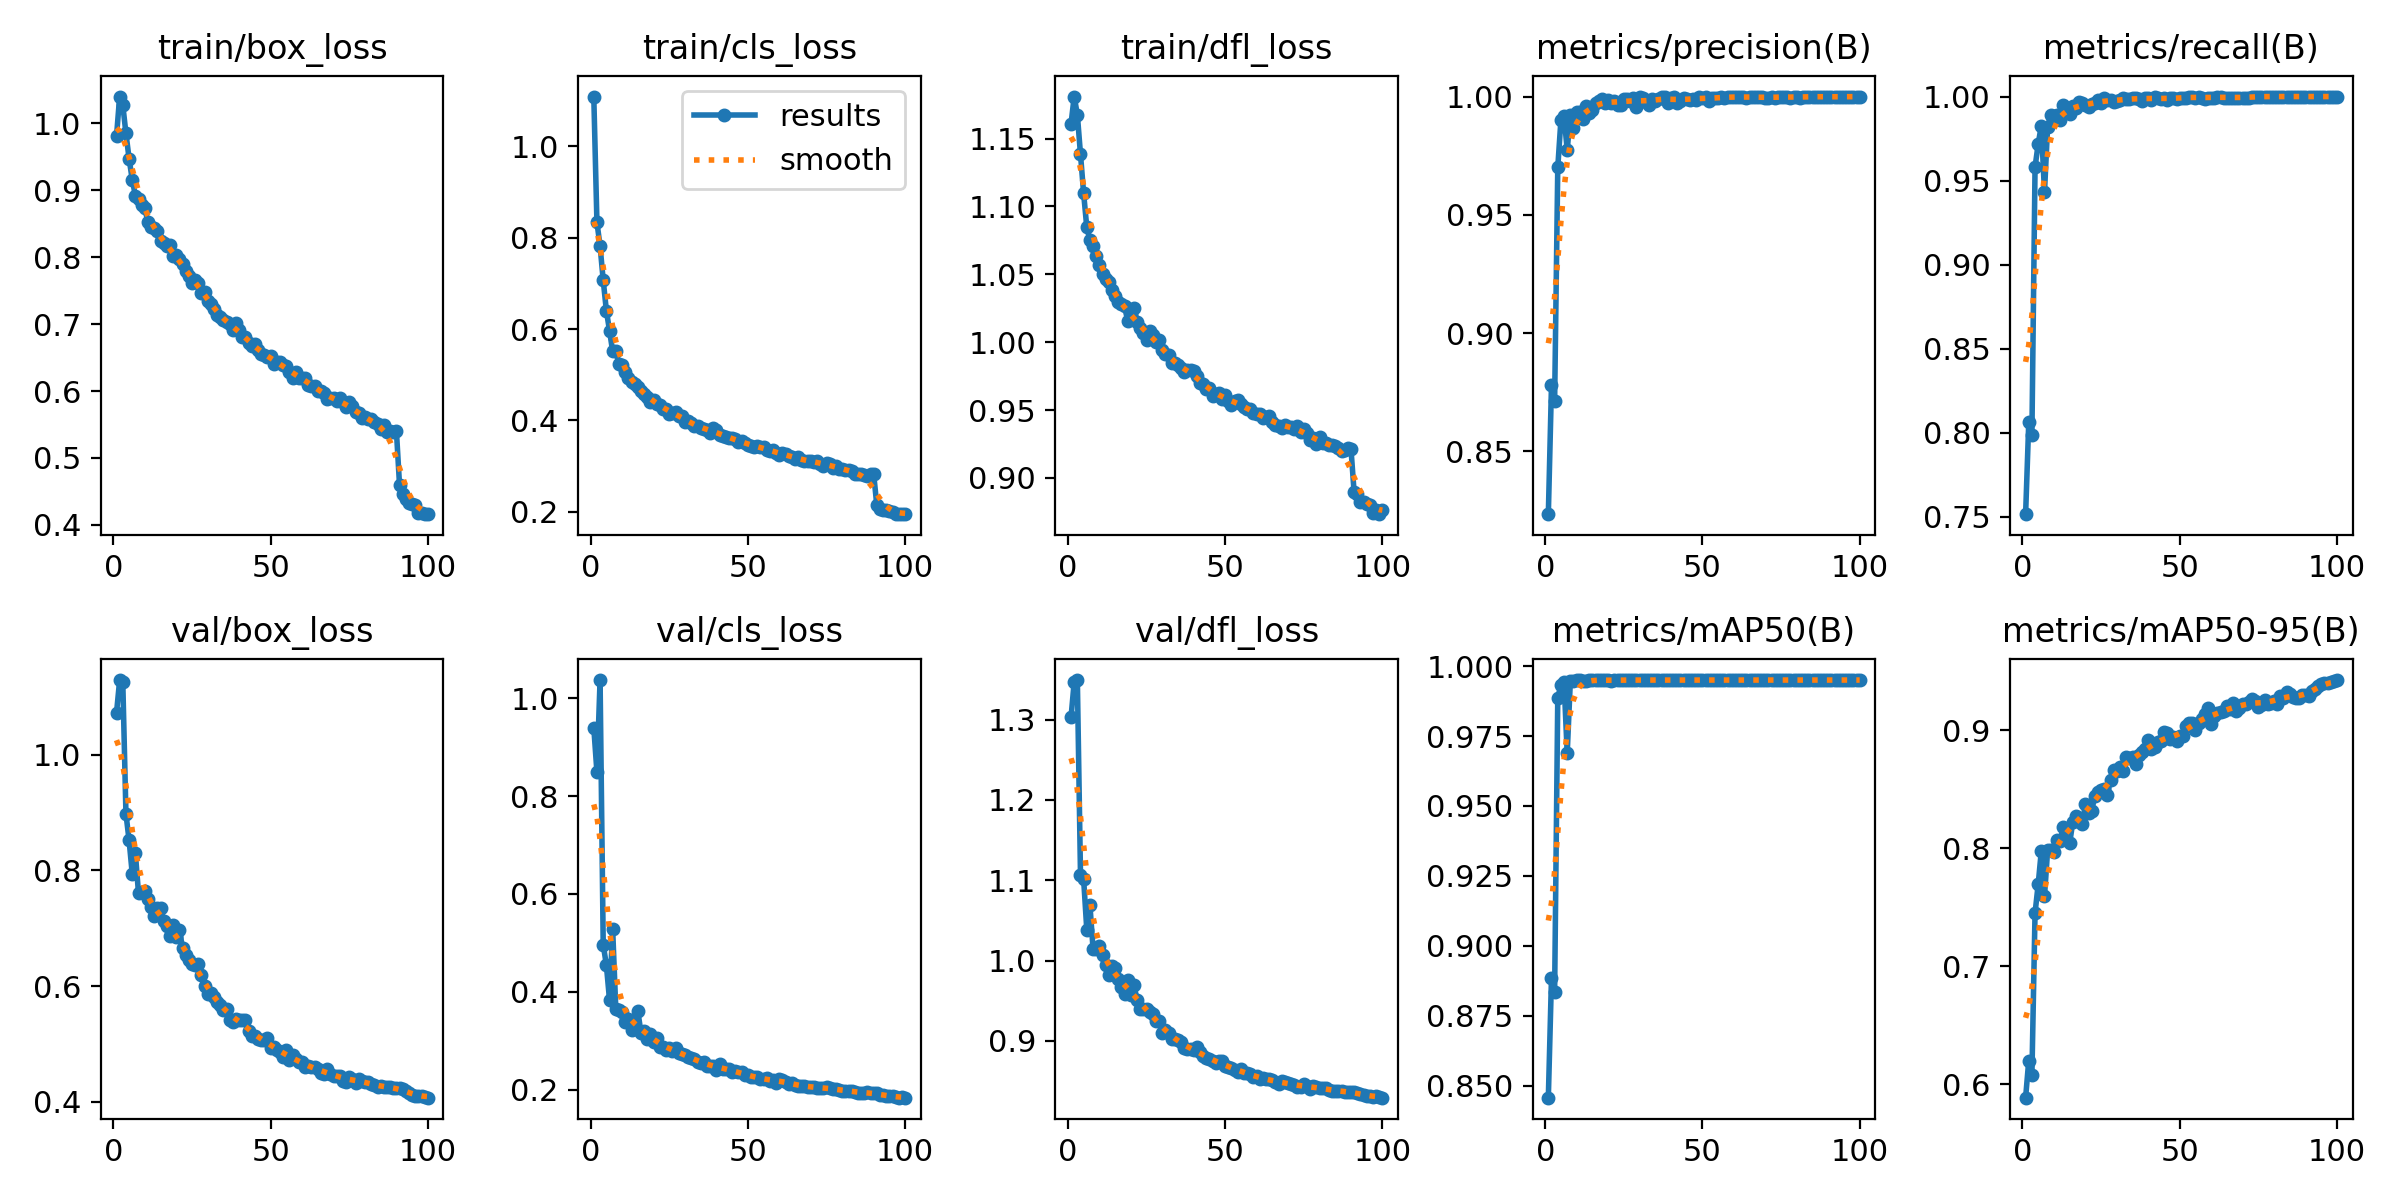 train/box_loss
1.0
0.9
0.8
0.7
0.6
0.5
0.4
0 50 100
train/cls_loss
results
smooth
1.0
0.8
0.6
0.4
0.2
0 50 100
train/dfl_loss
1.15
1.10
1.05
1.00
0.95
0.90
0 50 100
metrics/precision(B)
1.00
0.95
0.90
0.85
0 50 100
metrics/recall(B)
1.00
0.95
0.90
0.85
0.80
0.75
0 50 100
val/box_loss
1.0
0.8
0.6
0.4
0 50 100
val/cls_loss
1.0
0.8
0.6
0.4
0.2
0 50 100
val/dfl_loss
1.3
1.2
1.1
1.0
0.9
0 50 100
metrics/mAP50(B)
1.000
0.975
0.950
0.925
0.900
0.875
0.850
0 50 100
metrics/mAP50-95(B)
0.9
0.8
0.7
0.6
0 50 100